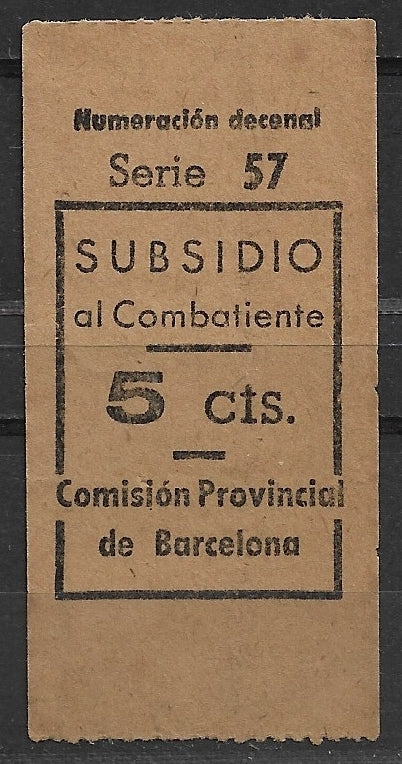 Numeración decenal
Serie 57
SUBSIDIO
al Combatiente
5 cts.
Comisión Provincial
de Barcelona